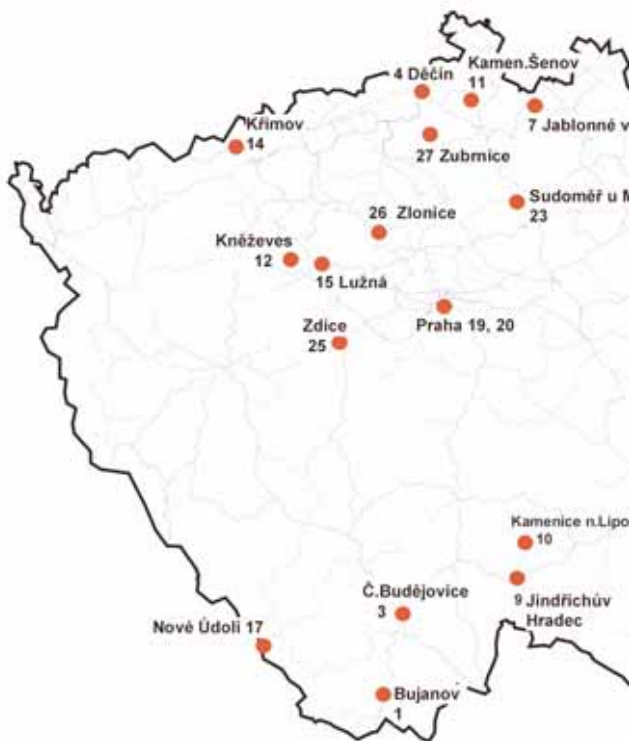 Kamen.Šenov
11
4 Děčín
7 Jablonné v
Křimov
14
27 Zubrnice
Sudoměř u M
23
26 Zlonice
Kněževes
12
15 Lužná
Praha 19, 20
Zdice
25
Kamenice n.Lipo
10
Č.Budějovice
3
9 Jindřichův
Hradec
Nové Údolí 17
Bujanov
1